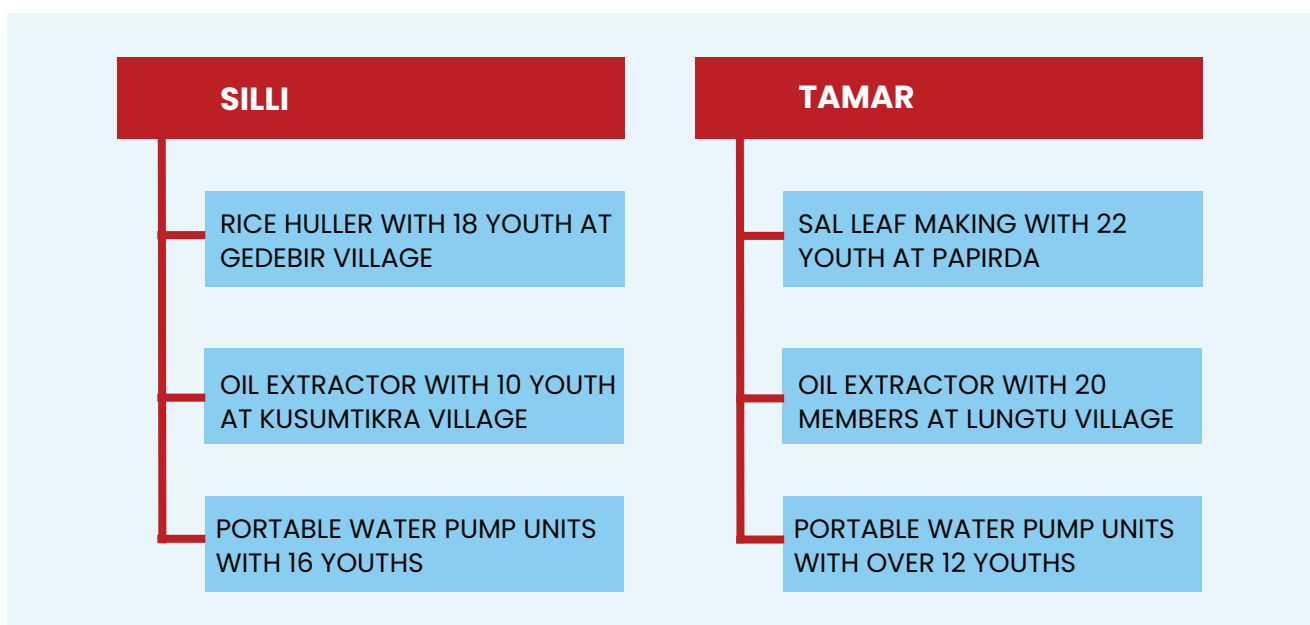 SILLI
RICE HULLER WITH 18 YOUTH AT
GEDEBIR VILLAGE
OIL EXTRACTOR WITH 10 YOUTH
AT KUSUMTIKRA VILLAGE
PORTABLE WATER PUMP UNITS
WITH 16 YOUTHS
TAMAR
SAL LEAF MAKING WITH 22
YOUTH AT PAPIRDA
OIL EXTRACTOR WITH 20
MEMBERS AT LUNGTU VILLAGE
PORTABLE WATER PUMP UNITS
WITH OVER 12 YOUTHS